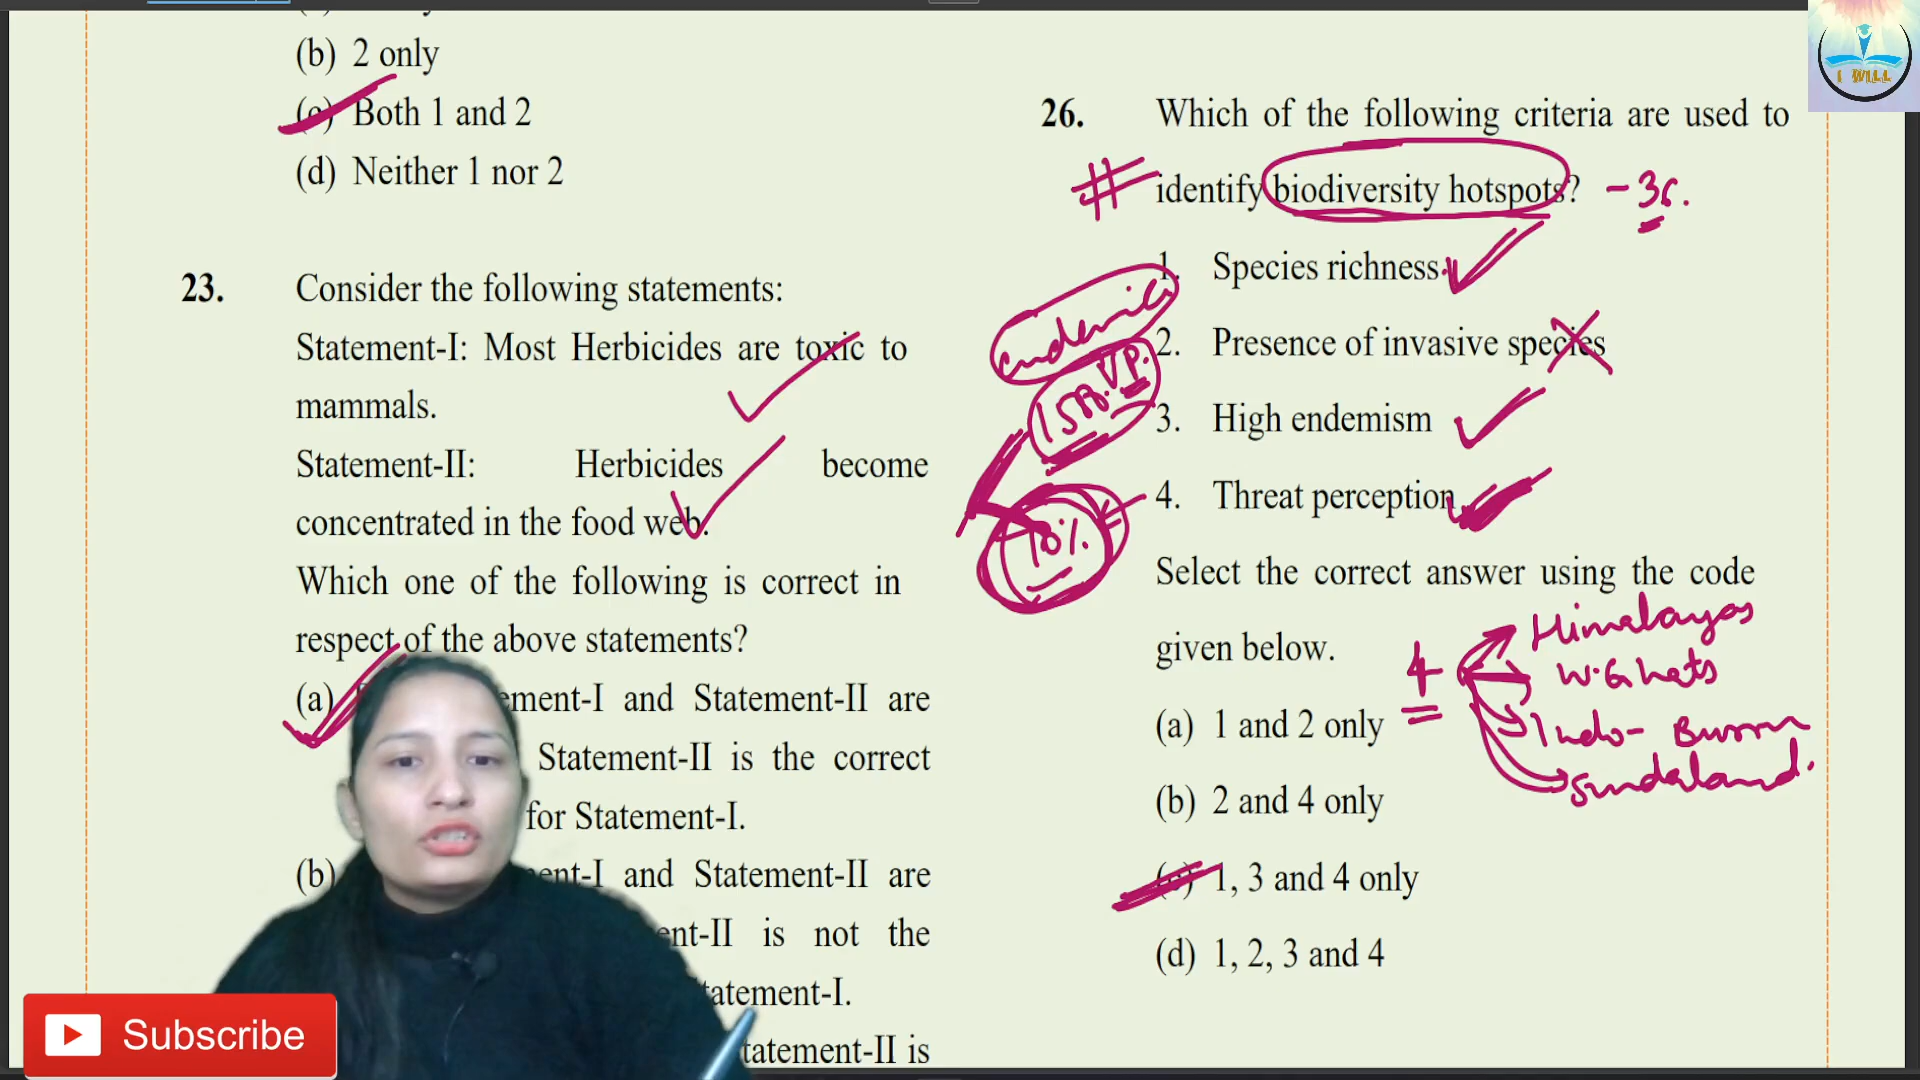 (b) 2 only
(c) Both 1 and 2
(d) Neither 1 nor 2
23. Consider the following statements:
Statement-I: Most Herbicides are toxic to
mammals.
Statement-II: Herbicides become
concentrated in the food web.
Which one of the following is correct in
respect of the above statements?
(a) ement-I and Statement-II are
Statement-II is the correct
for Statement-I.
(b) ent-I and Statement-II are
ent-II is not the
tatement-I.
tatement-II is
Subscribe
I WILL
26. Which of the following criteria are used to
# identify biodiversity hotspots? - 36.
1. Species richness.
endemic
2. Presence of invasive species
1500 V.P.
3. High endemism
4. Threat perception
70%.
Select the correct answer using the code
given below.
4 Himalayas
W. Ghats
Indo- Burma
Sundaland.
(a) 1 and 2 only
(b) 2 and 4 only
(c) 1, 3 and 4 only
(d) 1, 2, 3 and 4